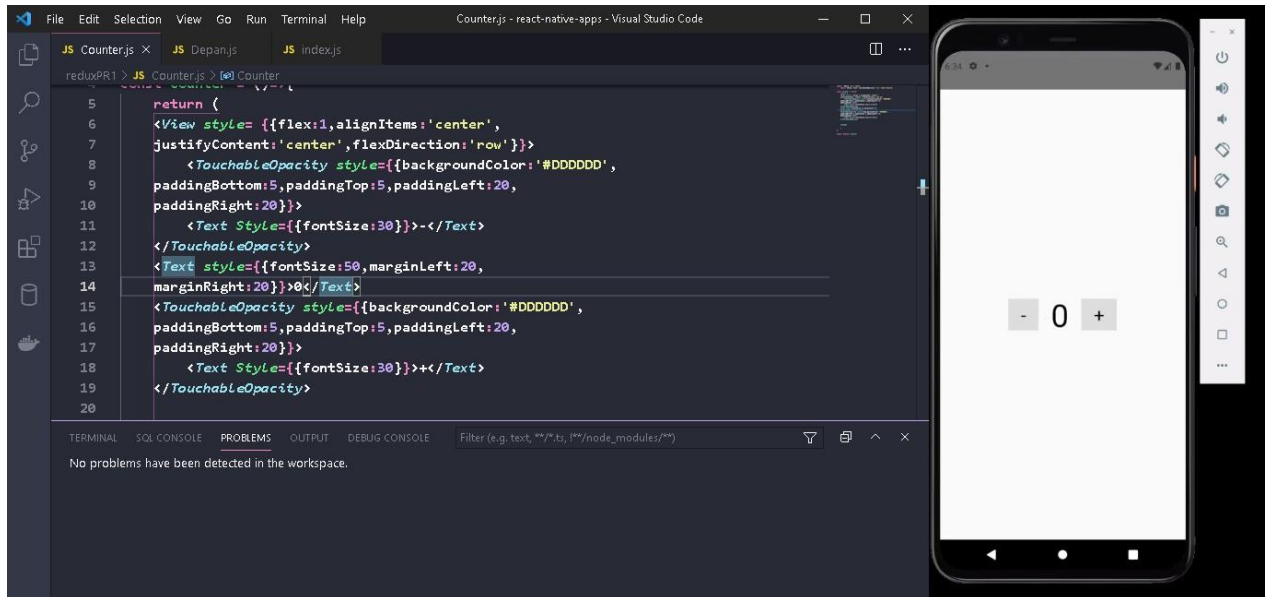 File Edit Selection View Go Run Terminal Help Counter.js - react-native-apps - Visual Studio Code
JS Counter.js × JS Depan.js JS index.js
reduxPR1 > JS Counter.js > Counter
4 const Counter = ()=>{
5 return (
6 <View style= {{flex:1,alignItems:'center',
7 justifyContent:'center',flexDirection:'row'}}>
8 <TouchableOpacity style={{backgroundColor:'#DDDDDD',
9 paddingBottom:5,paddingTop:5,paddingLeft:20,
10 paddingRight:20}}>
11 <Text Style={{fontSize:30}}>-</Text>
12 </TouchableOpacity>
13 <Text style={{fontSize:50,marginLeft:20,
14 marginRight:20}}>0</Text>
15 <TouchableOpacity style={{backgroundColor:'#DDDDDD',
16 paddingBottom:5,paddingTop:5,paddingLeft:20,
17 paddingRight:20}}>
18 <Text Style={{fontSize:30}}>+</Text>
19 </TouchableOpacity>
20
TERMINAL SQL CONSOLE PROBLEMS OUTPUT DEBUG CONSOLE Filter (e.g. text, **/*.ts, !**/node_modules/**)
No problems have been detected in the workspace.
6:34
- 0 +